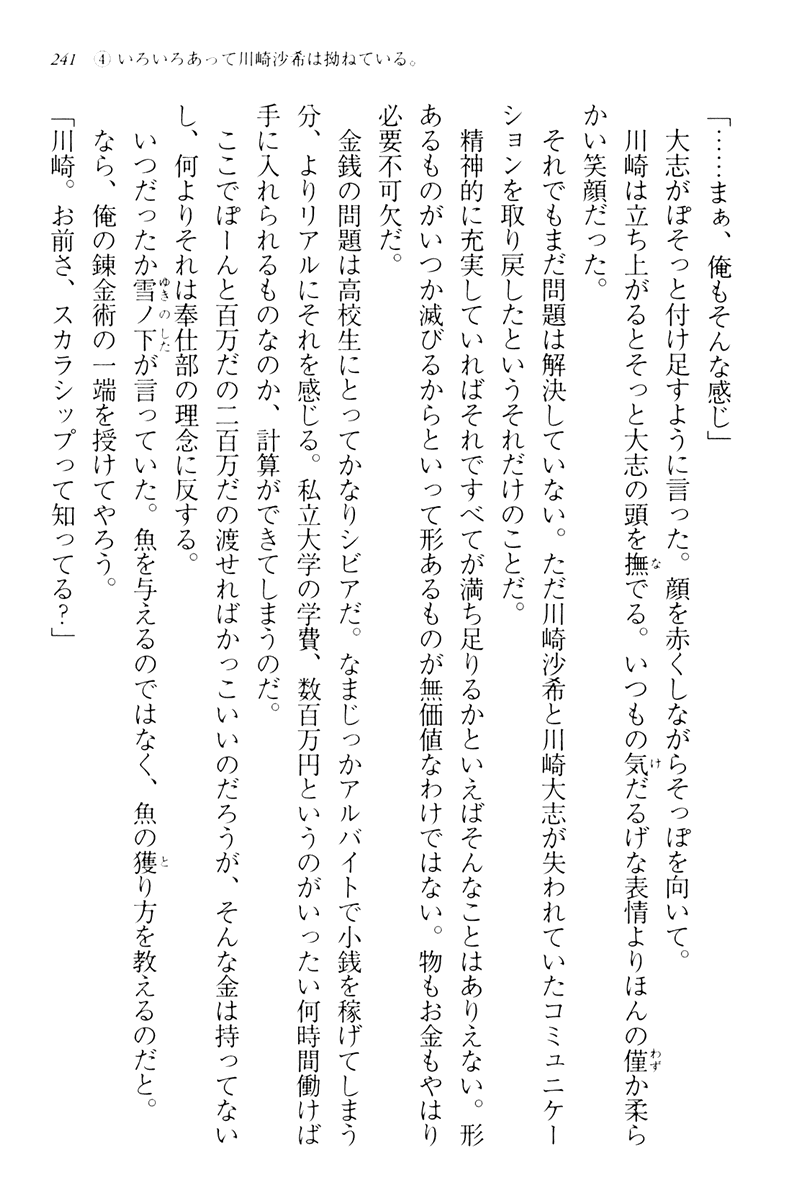 241 ④ いろいろあって川崎沙希は拗ねている。
「……まぁ、俺もそんな感じ」
大志がぽそっと付け足すように言った。顔を赤くしながらそっぽを向いて。
川崎は立ち上がるとそっと大志の頭を撫でる。いつもの気だるげな表情よりほんの僅か柔ら
かい笑顔だった。
それでもまだ問題は解決していない。ただ川崎沙希と川崎大志が失われていたコミュニケー
ションを取り戻したというそれだけのことだ。
精神的に充実していればそれですべてが満ち足りるかといえばそんなことはありえない。形
あるものがいつか滅びるからといって形あるものが無価値なわけではない。物もお金もやはり
必要不可欠だ。
金銭の問題は高校生にとってかなりシビアだ。なまじっかアルバイトで小銭を稼げてしまう
分、よりリアルにそれを感じる。私立大学の学費、数百万円というのがいったい何時間働けば
手に入れられるものなのか、計算ができてしまうのだ。
ここでぽーんと百万だの二百万だの渡せればかっこいいのだろうが、そんな金は持ってない
し、何よりそれは奉仕部の理念に反する。
いつだったか雪ノ下が言っていた。魚を与えるのではなく、魚の獲り方を教えるのだと。
なら、俺の錬金術の一端を授けてやろう。
「川崎。お前さ、スカラシップって知ってる？」